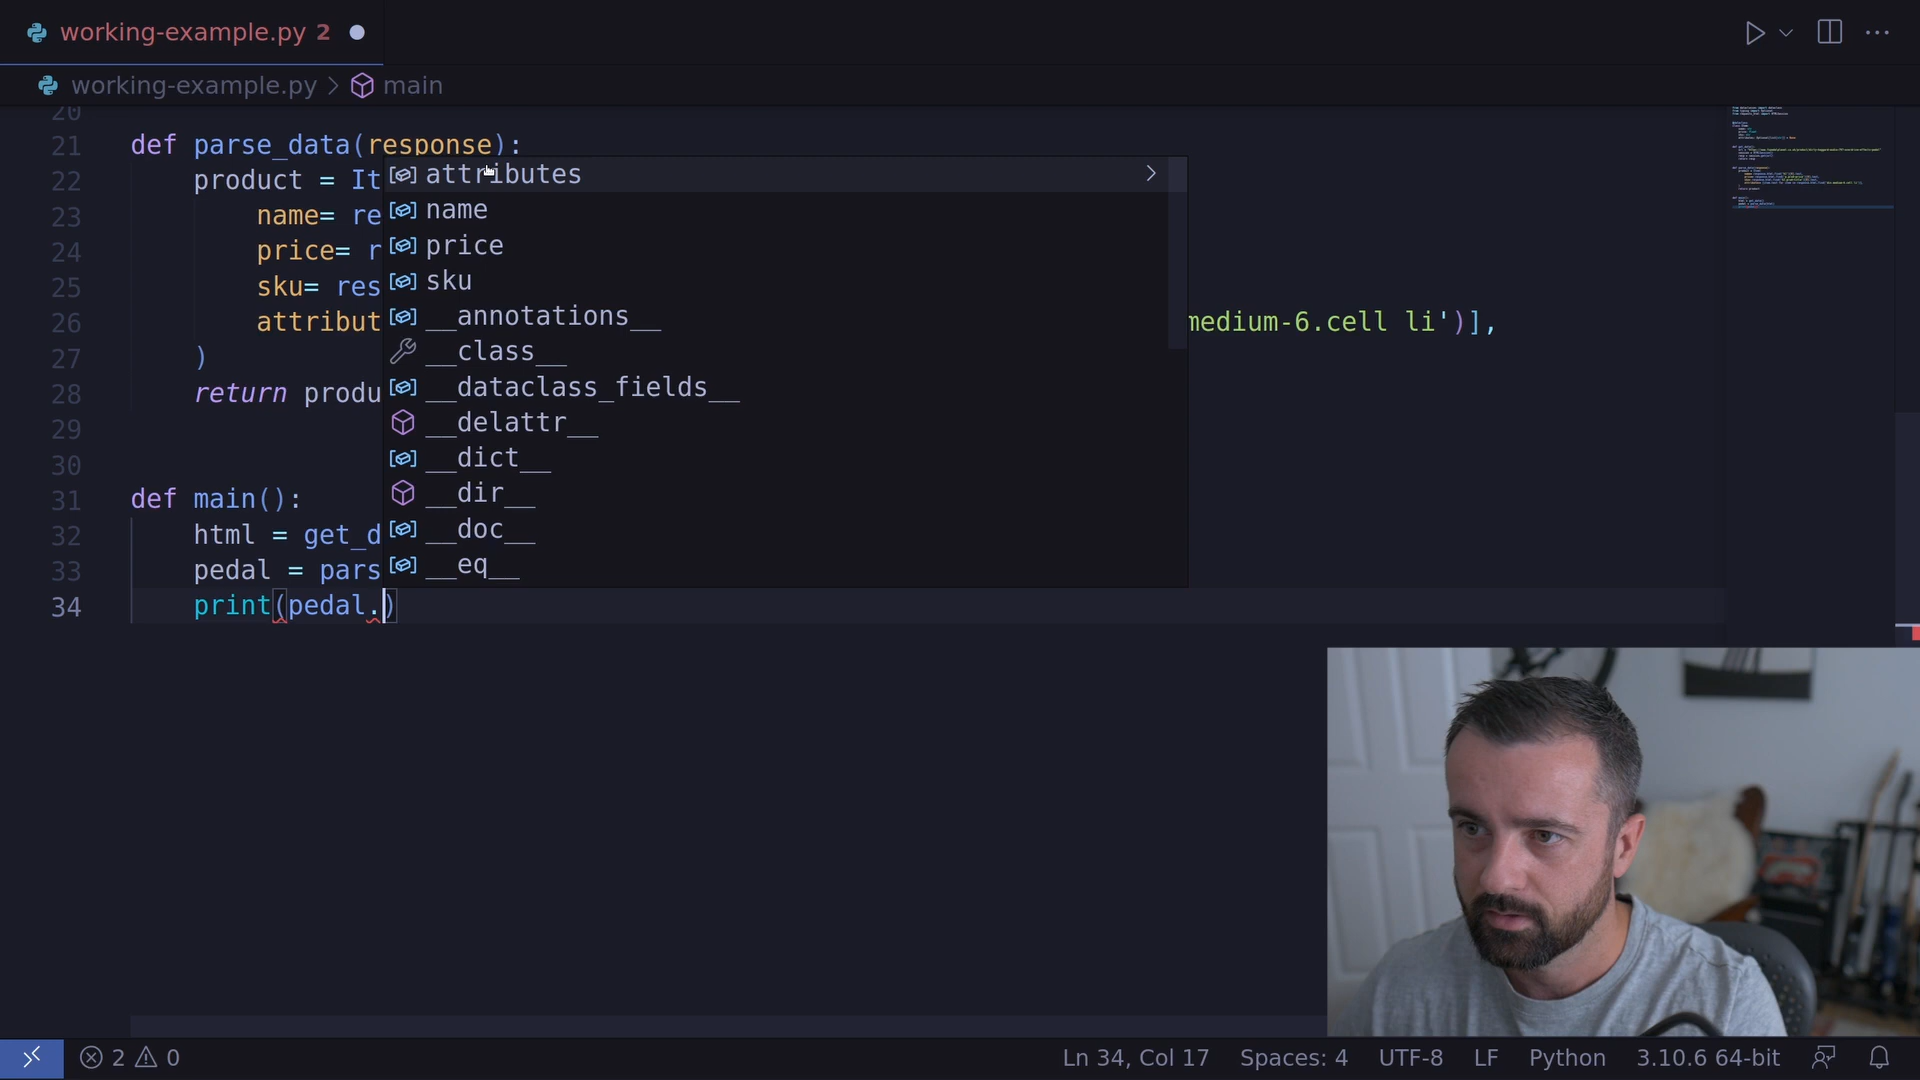 working-example.py 2
working-example.py > main
20
21 def parse_data(response):
22 product = It
23 name= re
24 price= r
25 sku= res
26 attribut
medium-6.cell li')],
27 )
28 return produ
29
30
31 def main():
32 html = get_d
33 pedal = pars
34 print(pedal.)
attributes
name
price
sku
__annotations__
__class__
__dataclass_fields__
__delattr__
__dict__
__dir__
__doc__
__eq__
2 0
Ln 34, Col 17 Spaces: 4 UTF-8 LF Python 3.10.6 64-bit